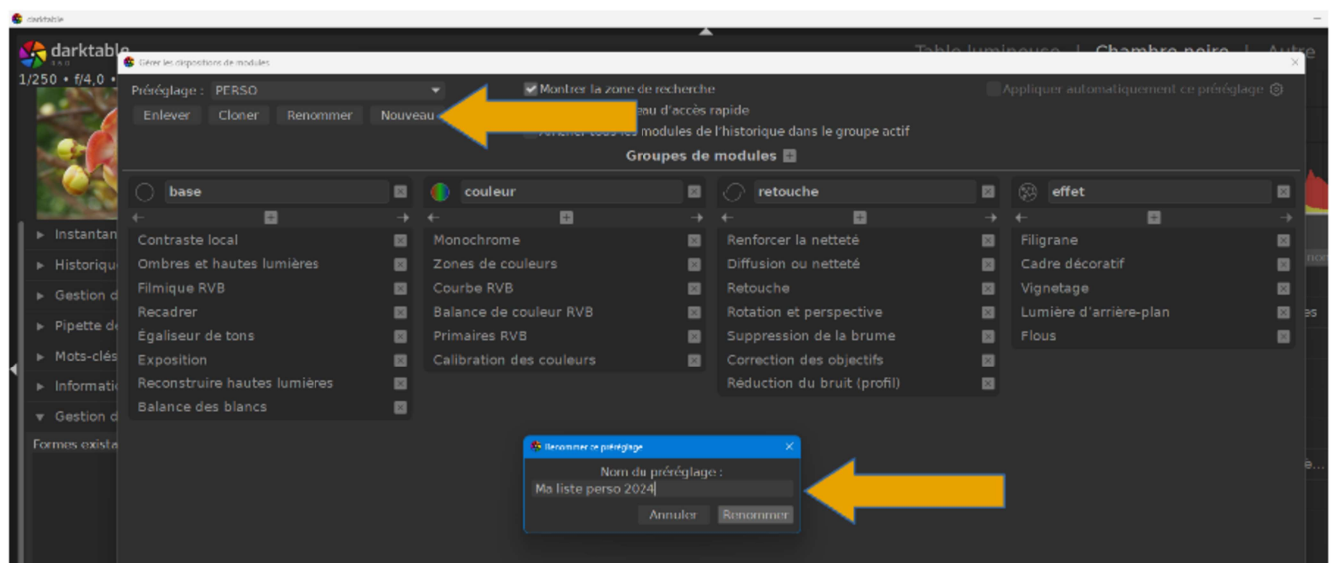 darktable
darktable
Table lumineuse | Chambre noire | Autre
1/250 • f/4,0 •
Gérer les dispositions de modules
Préréglage : PERSO
Montrer la zone de recherche
Appliquer automatiquement ce préréglage
Enlever Cloner Renommer Nouveau
d'accès rapide
modules de l'historique dans le groupe actif
Groupes de modules
base couleur retouche effet
Contraste local Monochrome Renforcer la netteté Filigrane
Ombres et hautes lumières Zones de couleurs Diffusion ou netteté Cadre décoratif
Filmique RVB Courbe RVB Retouche Vignetage
Recadrer Balance de couleur RVB Rotation et perspective Lumière d'arrière-plan
Égaliseur de tons Primaires RVB Suppression de la brume Flous
Exposition Calibration des couleurs Correction des objectifs
Reconstruire hautes lumières Réduction du bruit (profil)
Balance des blancs
Instantan
Historiqu
Gestion d
Pipette de
Mots-clés
Informatio
Gestion d
Formes exista
Renommer ce préréglage
Nom du préréglage :
Ma liste perso 2024
Annuler Renommer